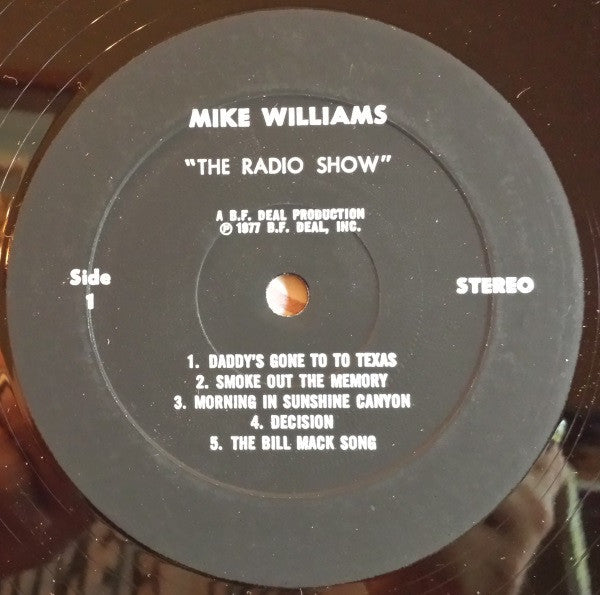 MIKE WILLIAMS
"THE RADIO SHOW"
A B.F. DEAL PRODUCTION
℗ 1977 B.F. DEAL, INC.
Side
1
STEREO
1. DADDY'S GONE TO TO TEXAS
2. SMOKE OUT THE MEMORY
3. MORNING IN SUNSHINE CANYON
4. DECISION
5. THE BILL MACK SONG